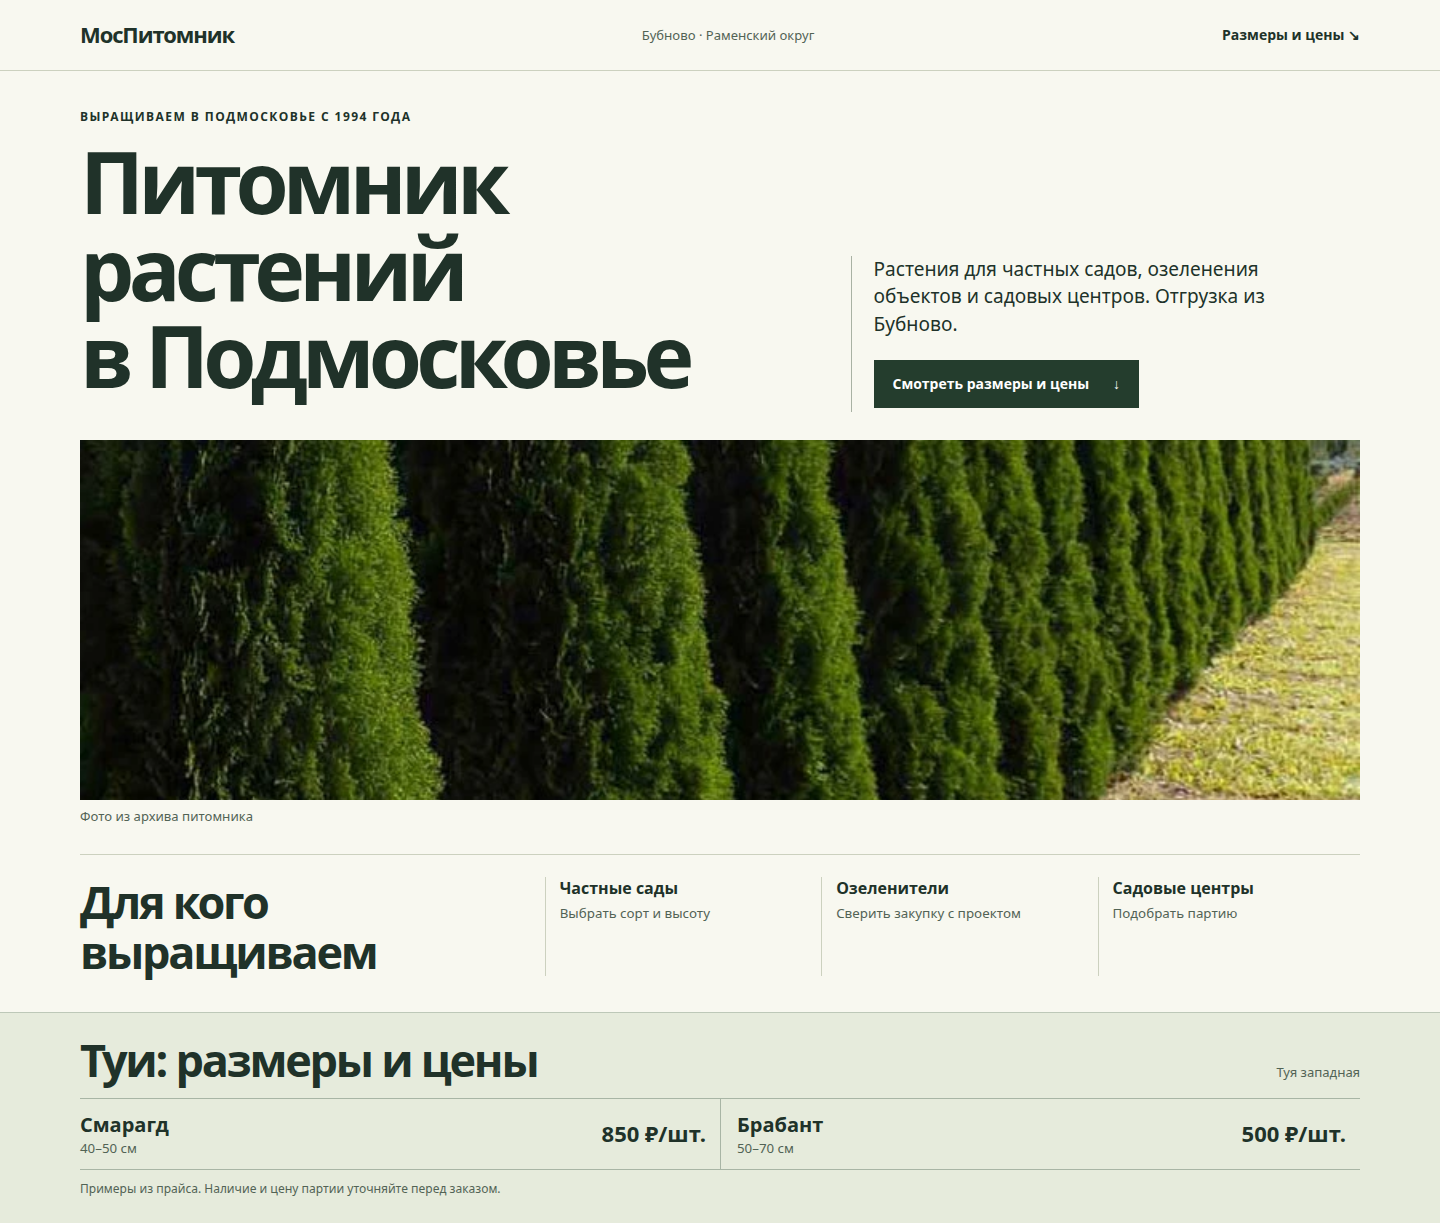 МосПитомник
Бубново · Раменский округ
Размеры и цены ↘
ВЫРАЩИВАЕМ В ПОДМОСКОВЬЕ С 1994 ГОДА
Питомник
растений
в Подмосковье
Растения для частных садов, озеленения
объектов и садовых центров. Отгрузка из
Бубново.
Смотреть размеры и цены ↓
Фото из архива питомника
Для кого
выращиваем
Частные сады
Выбрать сорт и высоту
Озеленители
Сверить закупку с проектом
Садовые центры
Подобрать партию
Туи: размеры и цены
Туя западная
Смарагд
40–50 см
850 ₽/шт.
Брабант
50–70 см
500 ₽/шт.
Примеры из прайса. Наличие и цену партии уточняйте перед заказом.